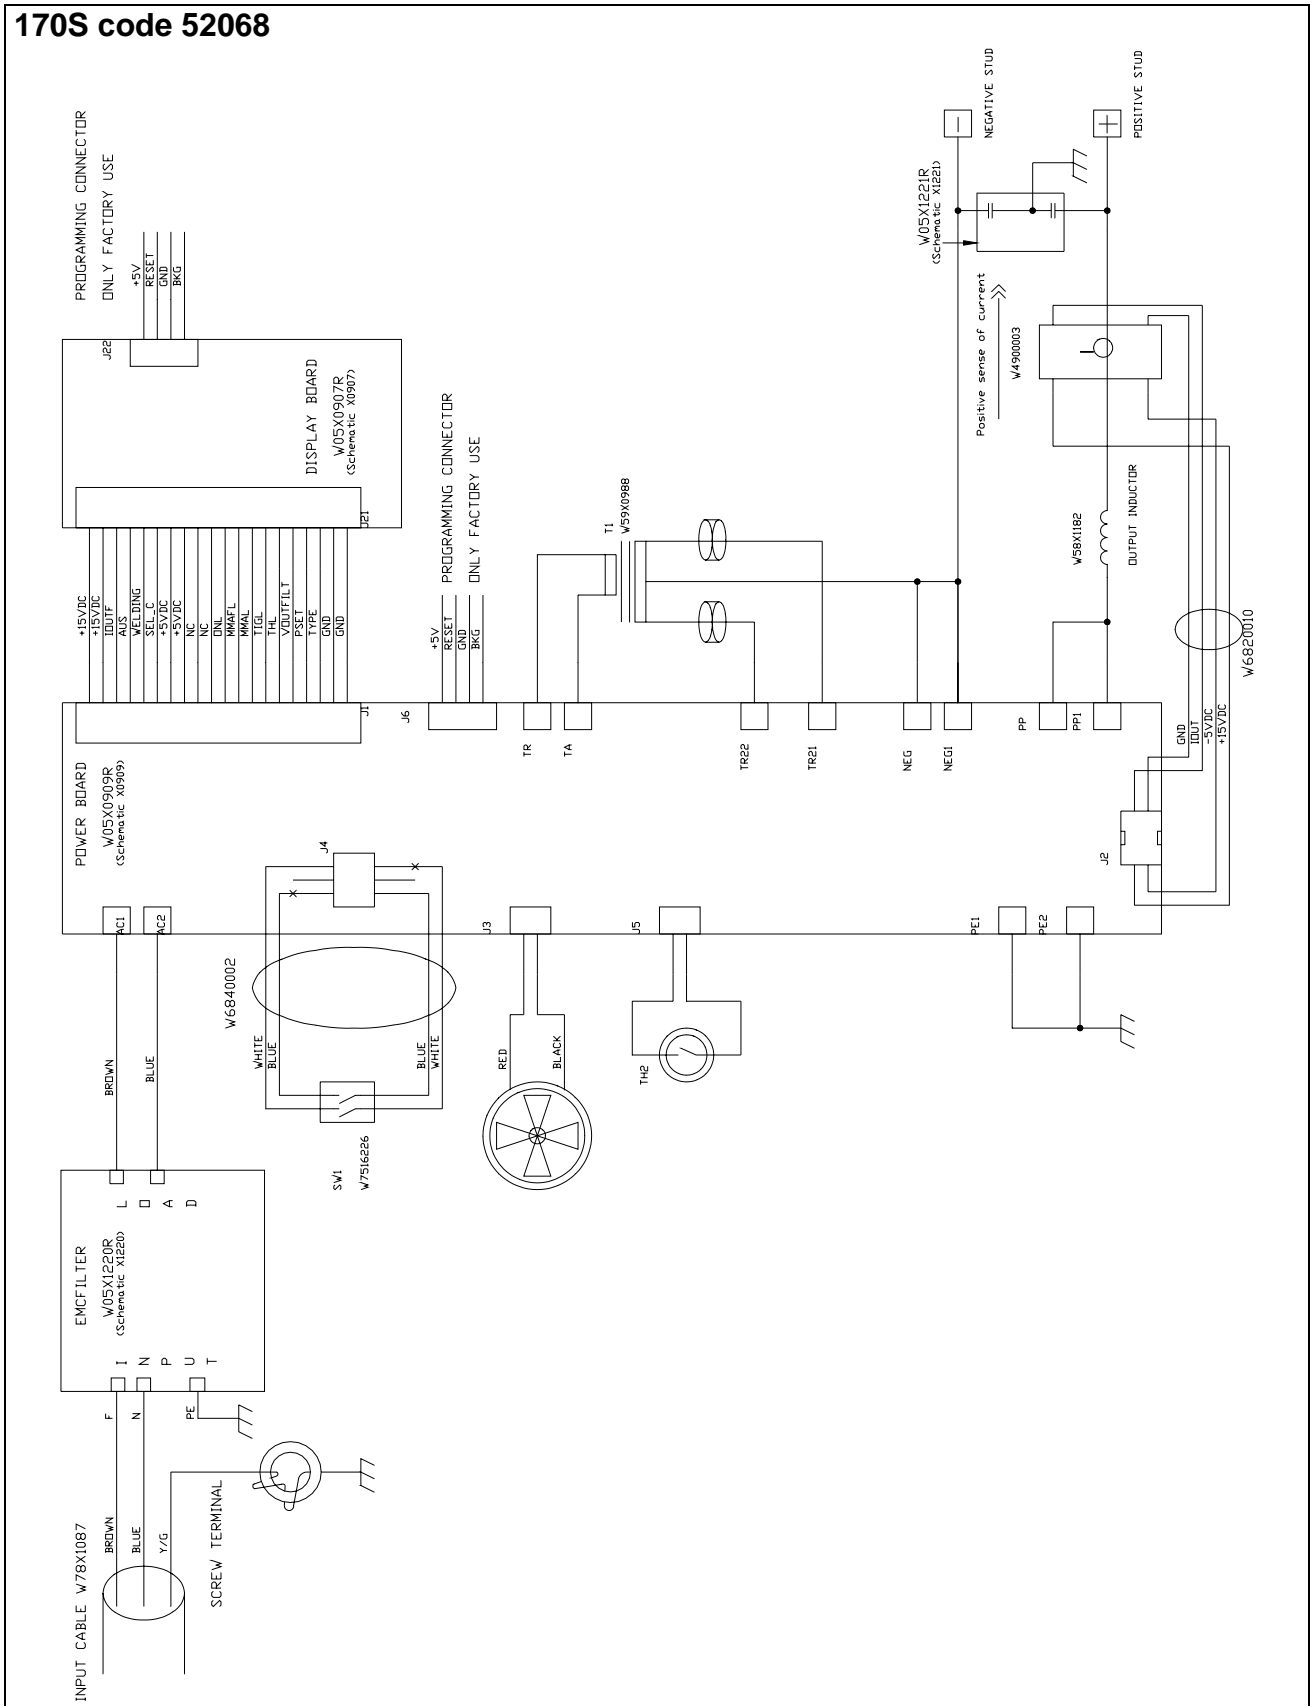 170S code 52068
PROGRAMMING CONNECTOR
ONLY FACTORY USE
+5V
RESET
GND
BKG
J22
DISPLAY BOARD
W05X0907R
(Schematic X0907)
J21
+15VDC
+15VDC
IOUTF
AUS
WELDING
SEL_C
+5VDC
+5VDC
NC
NC
ONL
MMAFL
MMAL
TIGL
THL
VOUTFILT
PSET
TYPE
GND
GND
J1
PROGRAMMING CONNECTOR
ONLY FACTORY USE
+5V
RESET
GND
BKG
J6
POWER BOARD
W05X0909R
(Schematic X0909)
TR
TA
TR22
TR21
NEG
NEG1
PP
PP1
T1
W59X0988
NEGATIVE STUD
-
POSITIVE STUD
+
W05X1221R
(Schematic X1221)
Positive sense of current
W4900003
W58X1182
OUTPUT INDUCTOR
W6820010
GND
IOUT
-5VDC
+15VDC
J2
AC1
AC2
J4
J3
J5
PE1
PE2
W6840002
WHITE
BLUE
BLUE
WHITE
SW1
W7516226
RED
BLACK
TH2
BROWN
BLUE
L
O
A
D
EMCFILTER
W05X1220R
(Schematic X1220)
I
N
P
U
T
F
N
PE
BROWN
BLUE
Y/G
SCREW TERMINAL
INPUT CABLE W78X1087